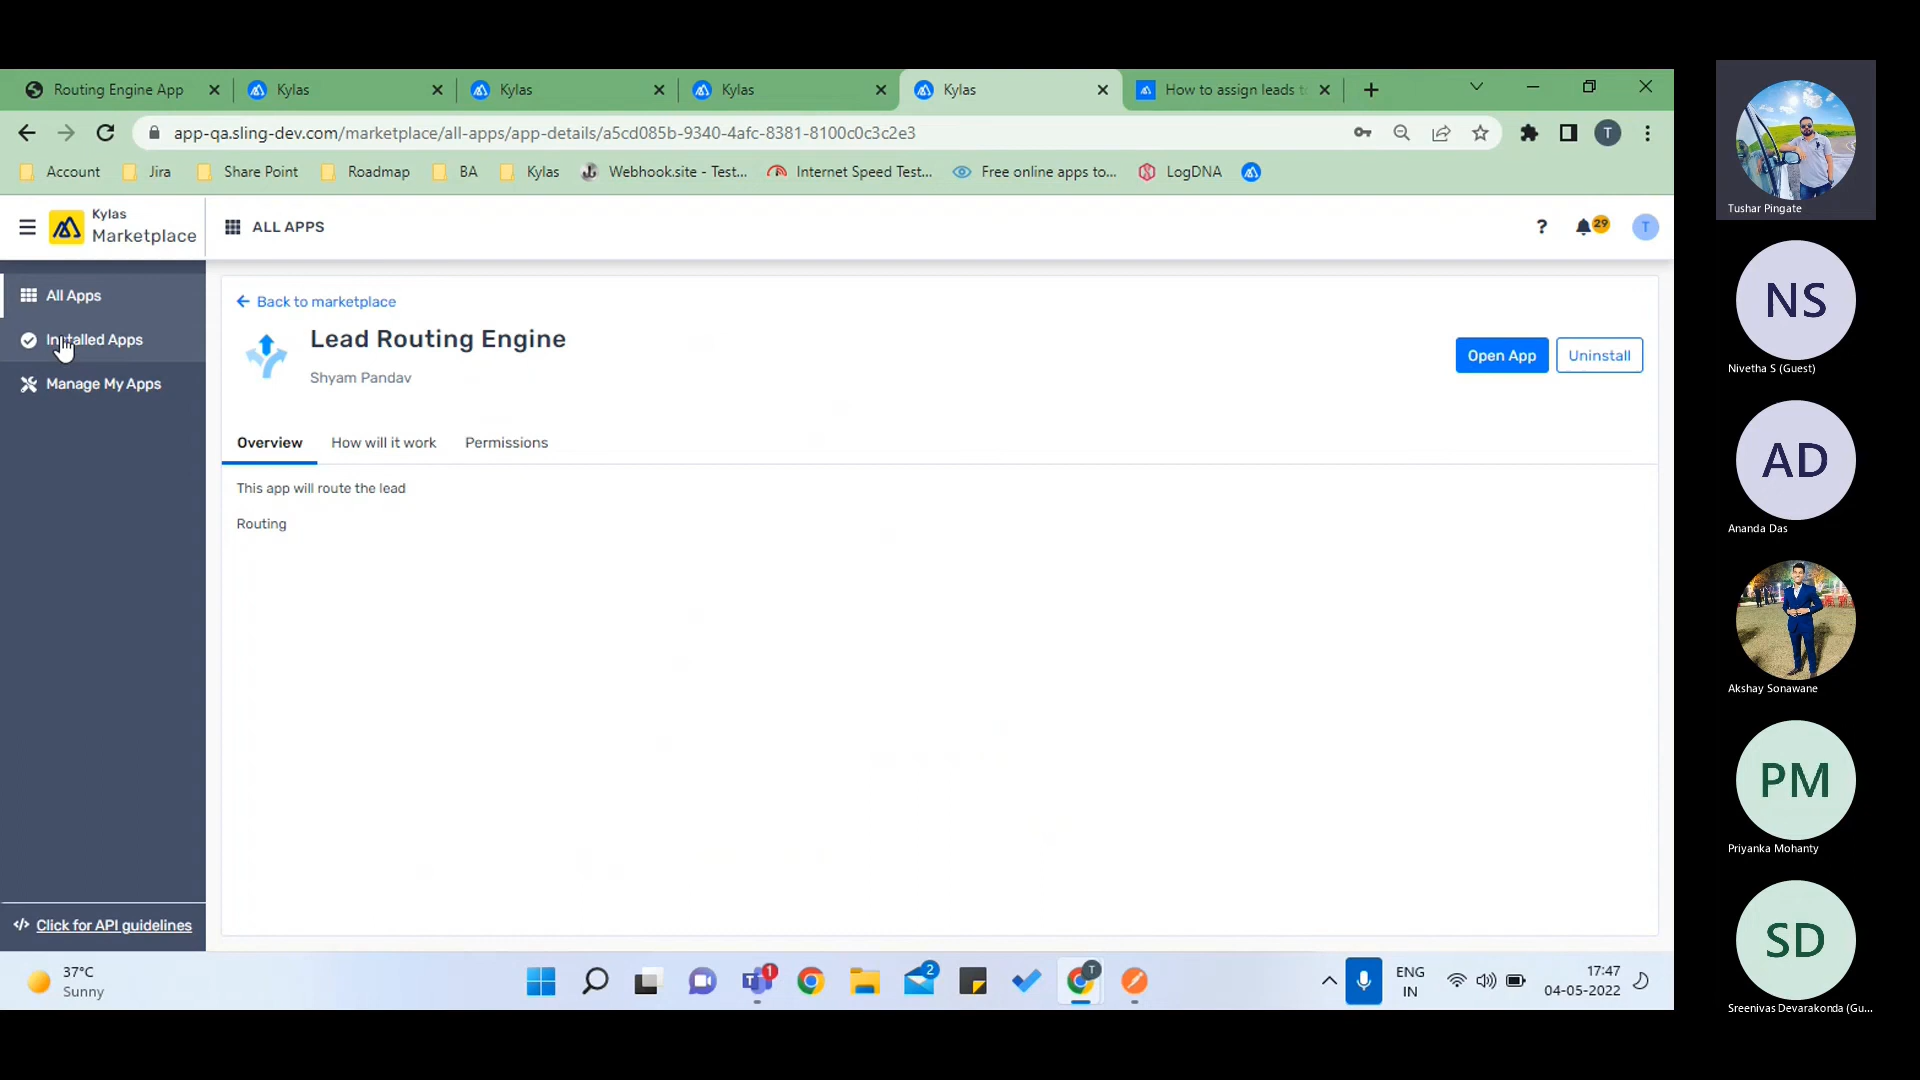 Routing Engine App
Kylas
Kylas
Kylas
Kylas
How to assign leads t
app-qa.sling-dev.com/marketplace/all-apps/app-details/a5cd085b-9340-4afc-8381-8100c0c3c2e3
T
Account
Jira
Share Point
Roadmap
BA
Kylas
Webhook.site - Test...
Internet Speed Test...
Free online apps to...
LogDNA
Kylas
Marketplace
ALL APPS
?
29
T
All Apps
Installed Apps
Manage My Apps
Click for API guidelines
Back to marketplace
Lead Routing Engine
Shyam Pandav
Open App
Uninstall
Overview
How will it work
Permissions
This app will route the lead
Routing
37°C
Sunny
1
2
T
ENG
IN
17:47
04-05-2022
Tushar Pingate
NS
Nivetha S (Guest)
AD
Ananda Das
Akshay Sonawane
PM
Priyanka Mohanty
SD
Sreenivas Devarakonda (Gu...